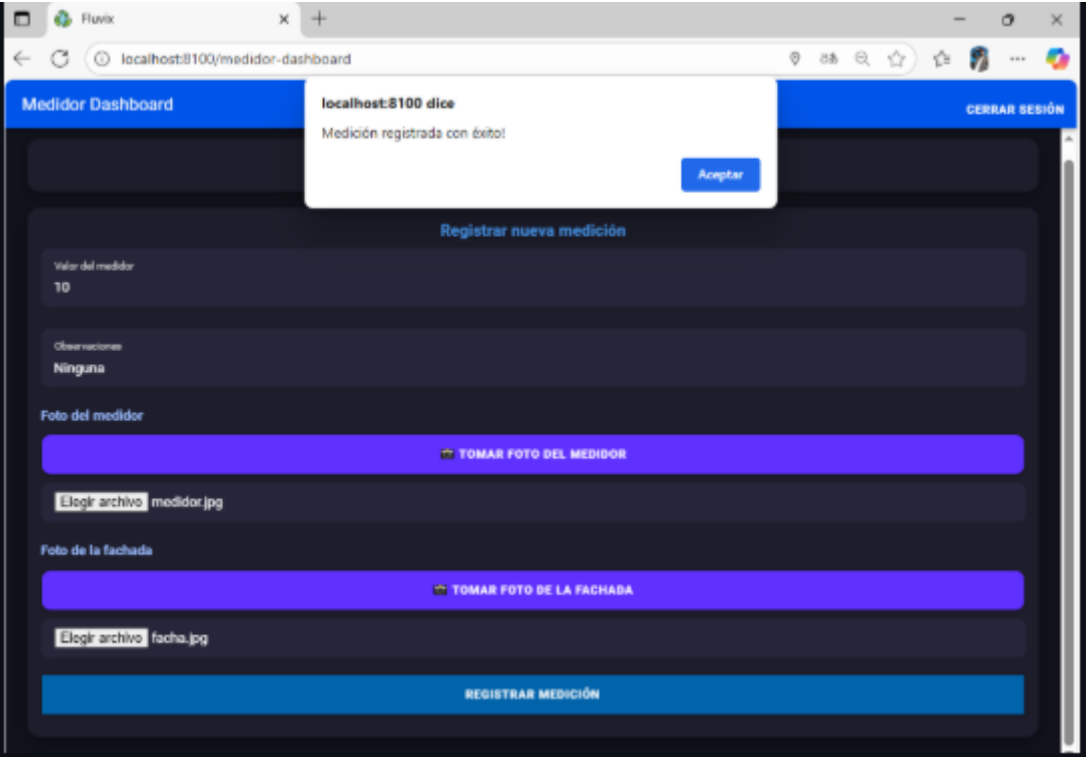 Fluvix
localhost:8100/medidor-dashboard
Medidor Dashboard
CERRAR SESIÓN
localhost:8100 dice
Medición registrada con éxito!
Aceptar
Registrar nueva medición
Valor del medidor
10
Observaciones
Ninguna
Foto del medidor
TOMAR FOTO DEL MEDIDOR
Elegir archivo medidor.jpg
Foto de la fachada
TOMAR FOTO DE LA FACHADA
Elegir archivo facha.jpg
REGISTRAR MEDICIÓN